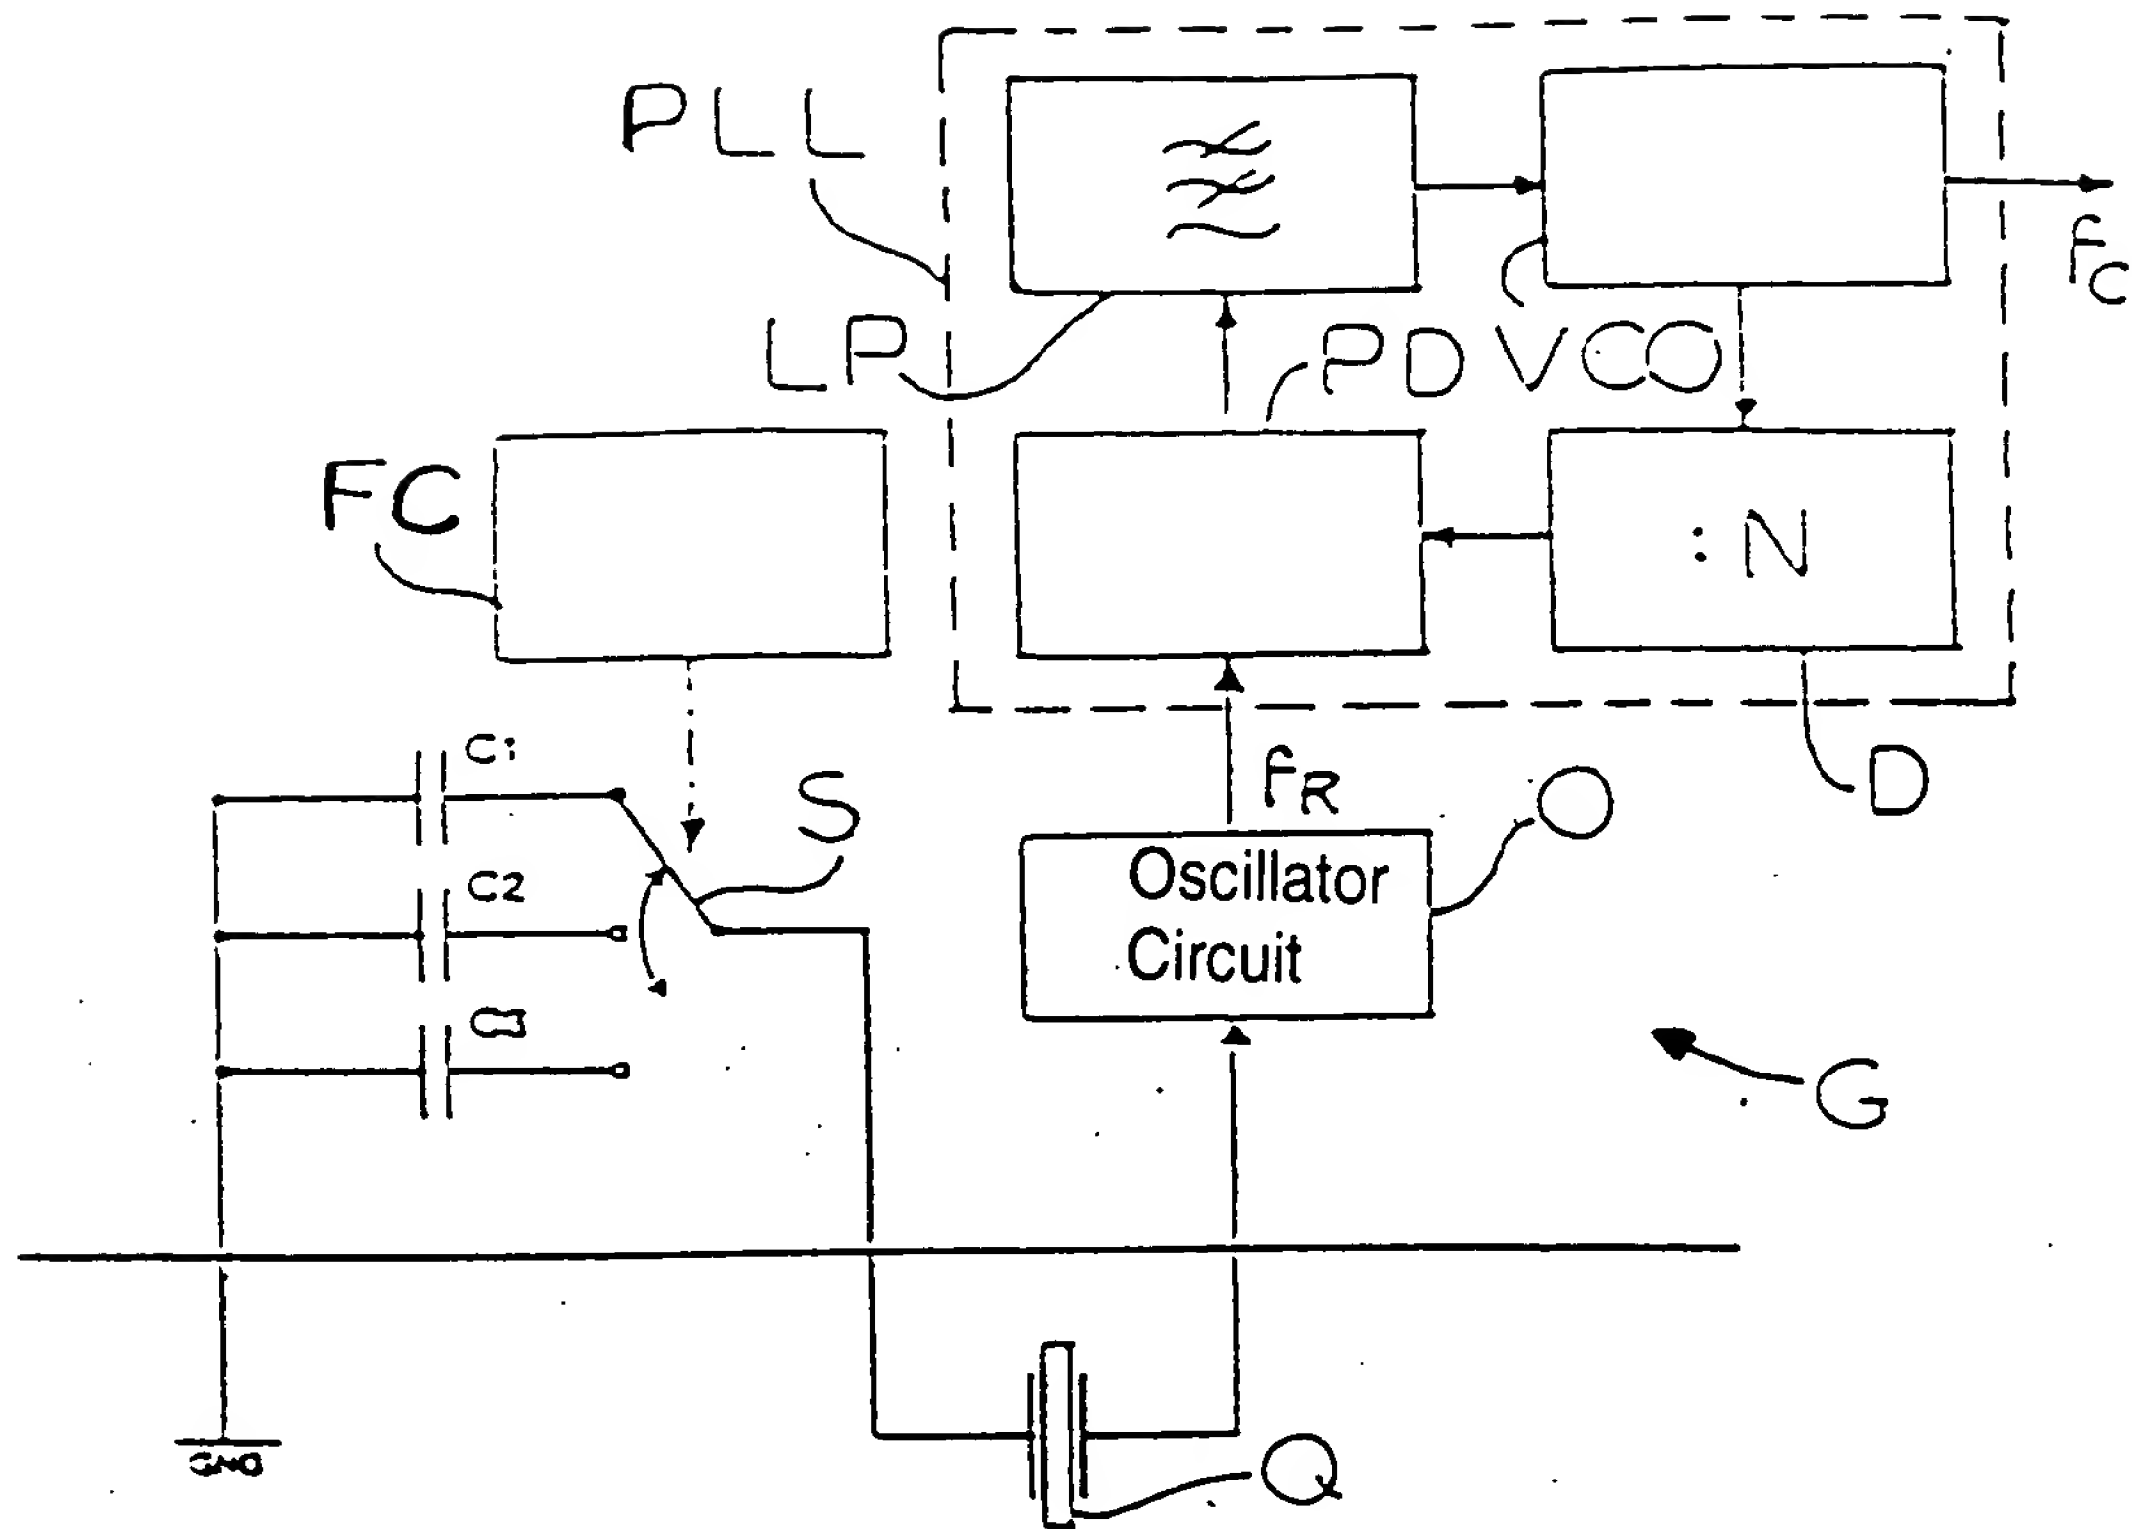 PLL
fC
LP
PD
VCO
FC
:N
C1
fR
O
D
S
Oscillator
Circuit
C2
C3
G
GND
Q